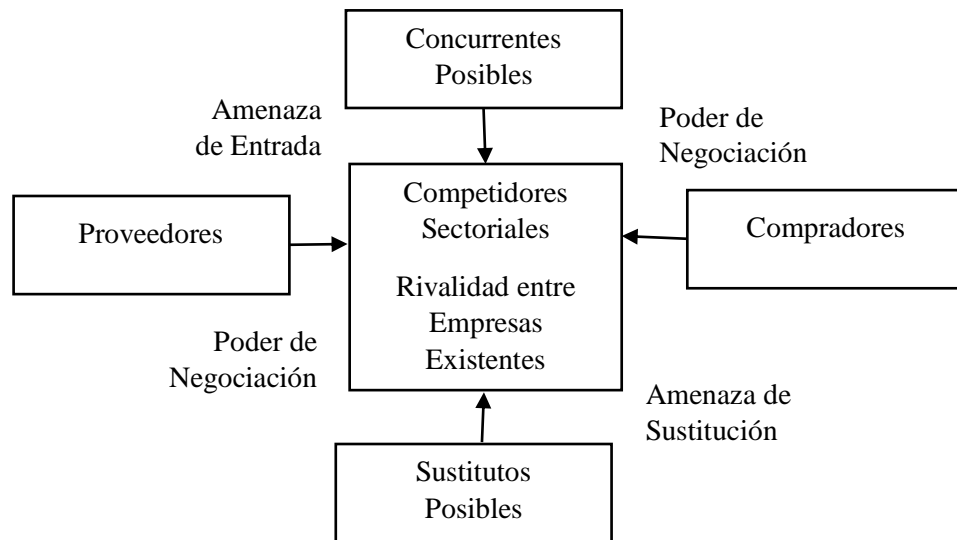 Concurrentes
Posibles
Amenaza
de Entrada
Poder de
Negociación
Proveedores
Competidores
Sectoriales
Rivalidad entre
Empresas
Existentes
Compradores
Poder de
Negociación
Amenaza de
Sustitución
Sustitutos
Posibles